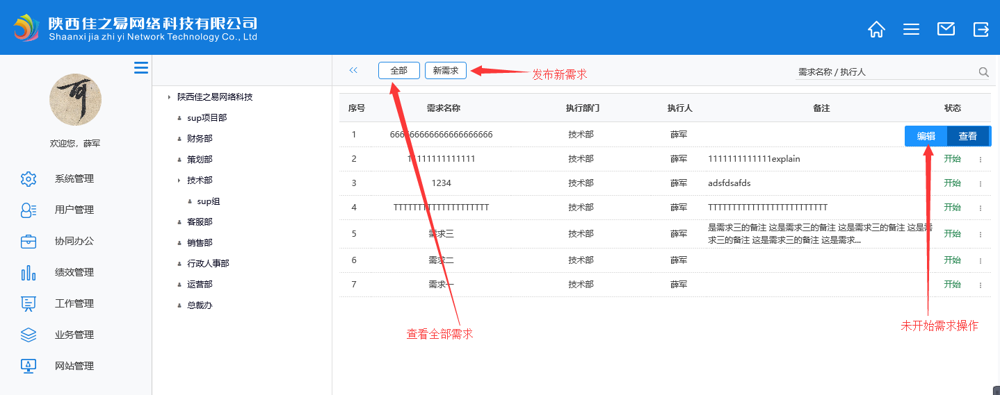 陕西佳之易网络科技有限公司
Shaanxi jia zhi yi Network Technology Co., Ltd
欢迎您，薛军
系统管理
用户管理
协同办公
绩效管理
工作管理
业务管理
网站管理
陕西佳之易网络科技
sup项目部
财务部
策划部
技术部
sup组
客服部
销售部
行政人事部
运营部
总裁办
全部 新需求 发布新需求 需求名称 / 执行人
序号 需求名称 执行部门 执行人 备注 状态
1 666666666666666666666 技术部 薛军 编辑 查看
2 11111111111111 技术部 薛军 1111111111111explain 开始
3 1234 技术部 薛军 adsfdsafds 开始
4 TTTTTTTTTTTTTTTTTTTT 技术部 薛军 TTTTTTTTTTTTTTTTTTTTTTTTT 开始
5 需求三 技术部 薛军 是需求三的备注 这是需求三的备注 这是需求三的备注 这是需 开始
求三的备注 这是需求三的备注 这是需求...
6 需求二 技术部 薛军 开始
7 需求一 技术部 薛军 开始
查看全部需求
未开始需求操作